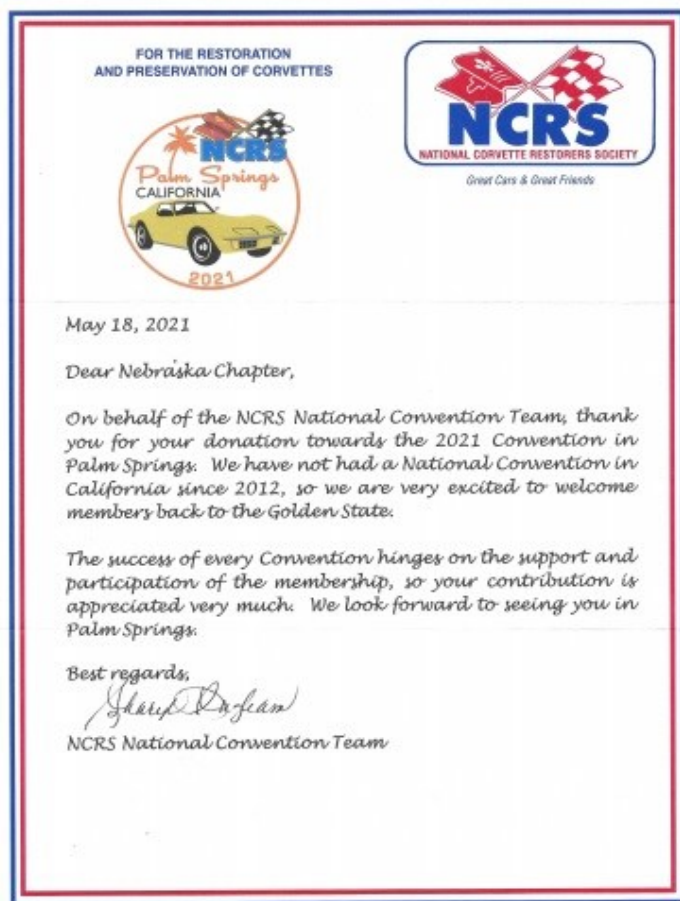 FOR THE RESTORATION
AND PRESERVATION OF CORVETTES
NCRS
NATIONAL CORVETTE RESTORERS SOCIETY
Great Cars & Great Friends
NCRS
Palm Springs
CALIFORNIA
2021
May 18, 2021
Dear Nebraska Chapter,
On behalf of the NCRS National Convention Team, thank
you for your donation towards the 2021 Convention in
Palm Springs. We have not had a National Convention in
California since 2012, so we are very excited to welcome
members back to the Golden State.
The success of every Convention hinges on the support and
participation of the membership, so your contribution is
appreciated very much. We look forward to seeing you in
Palm Springs.
Best regards,
NCRS National Convention Team